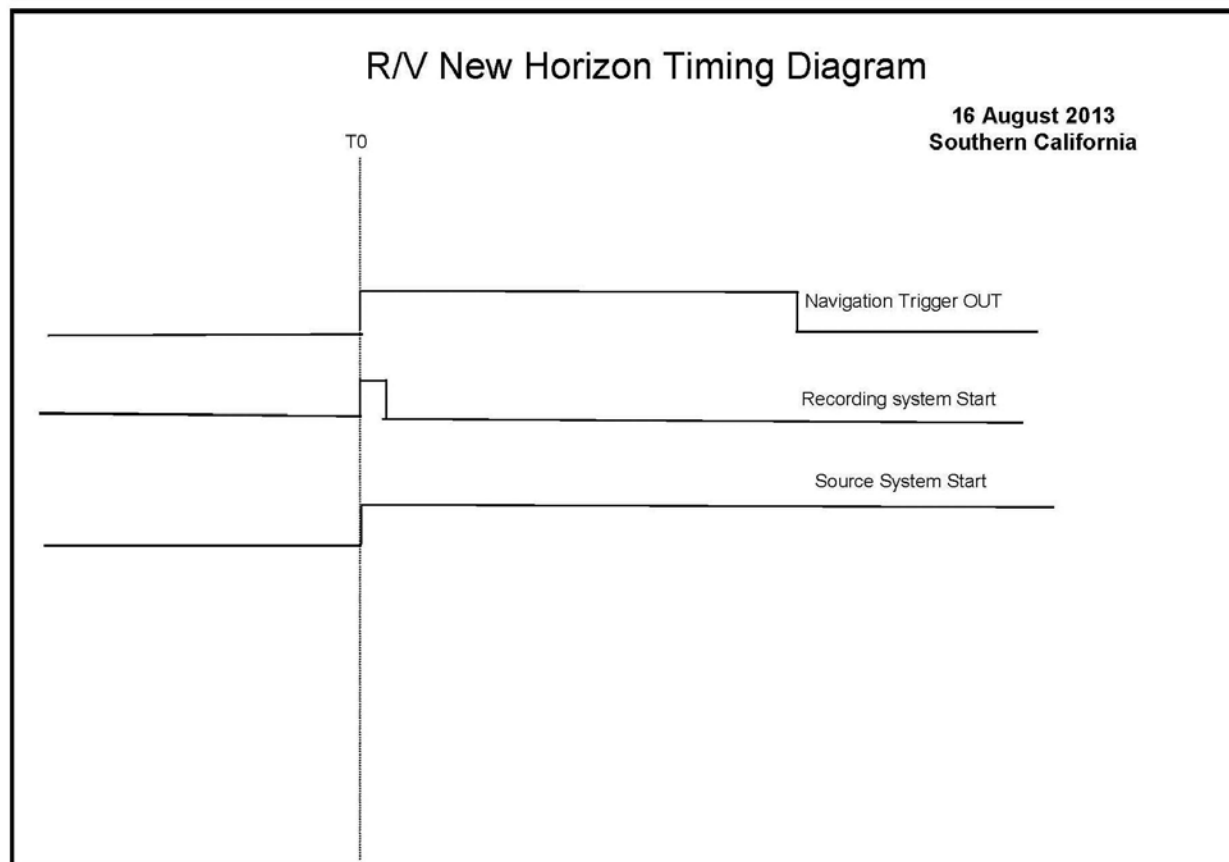 R/V New Horizon Timing Diagram
16 August 2013
Southern California
T0
Navigation Trigger OUT
Recording system Start
Source System Start